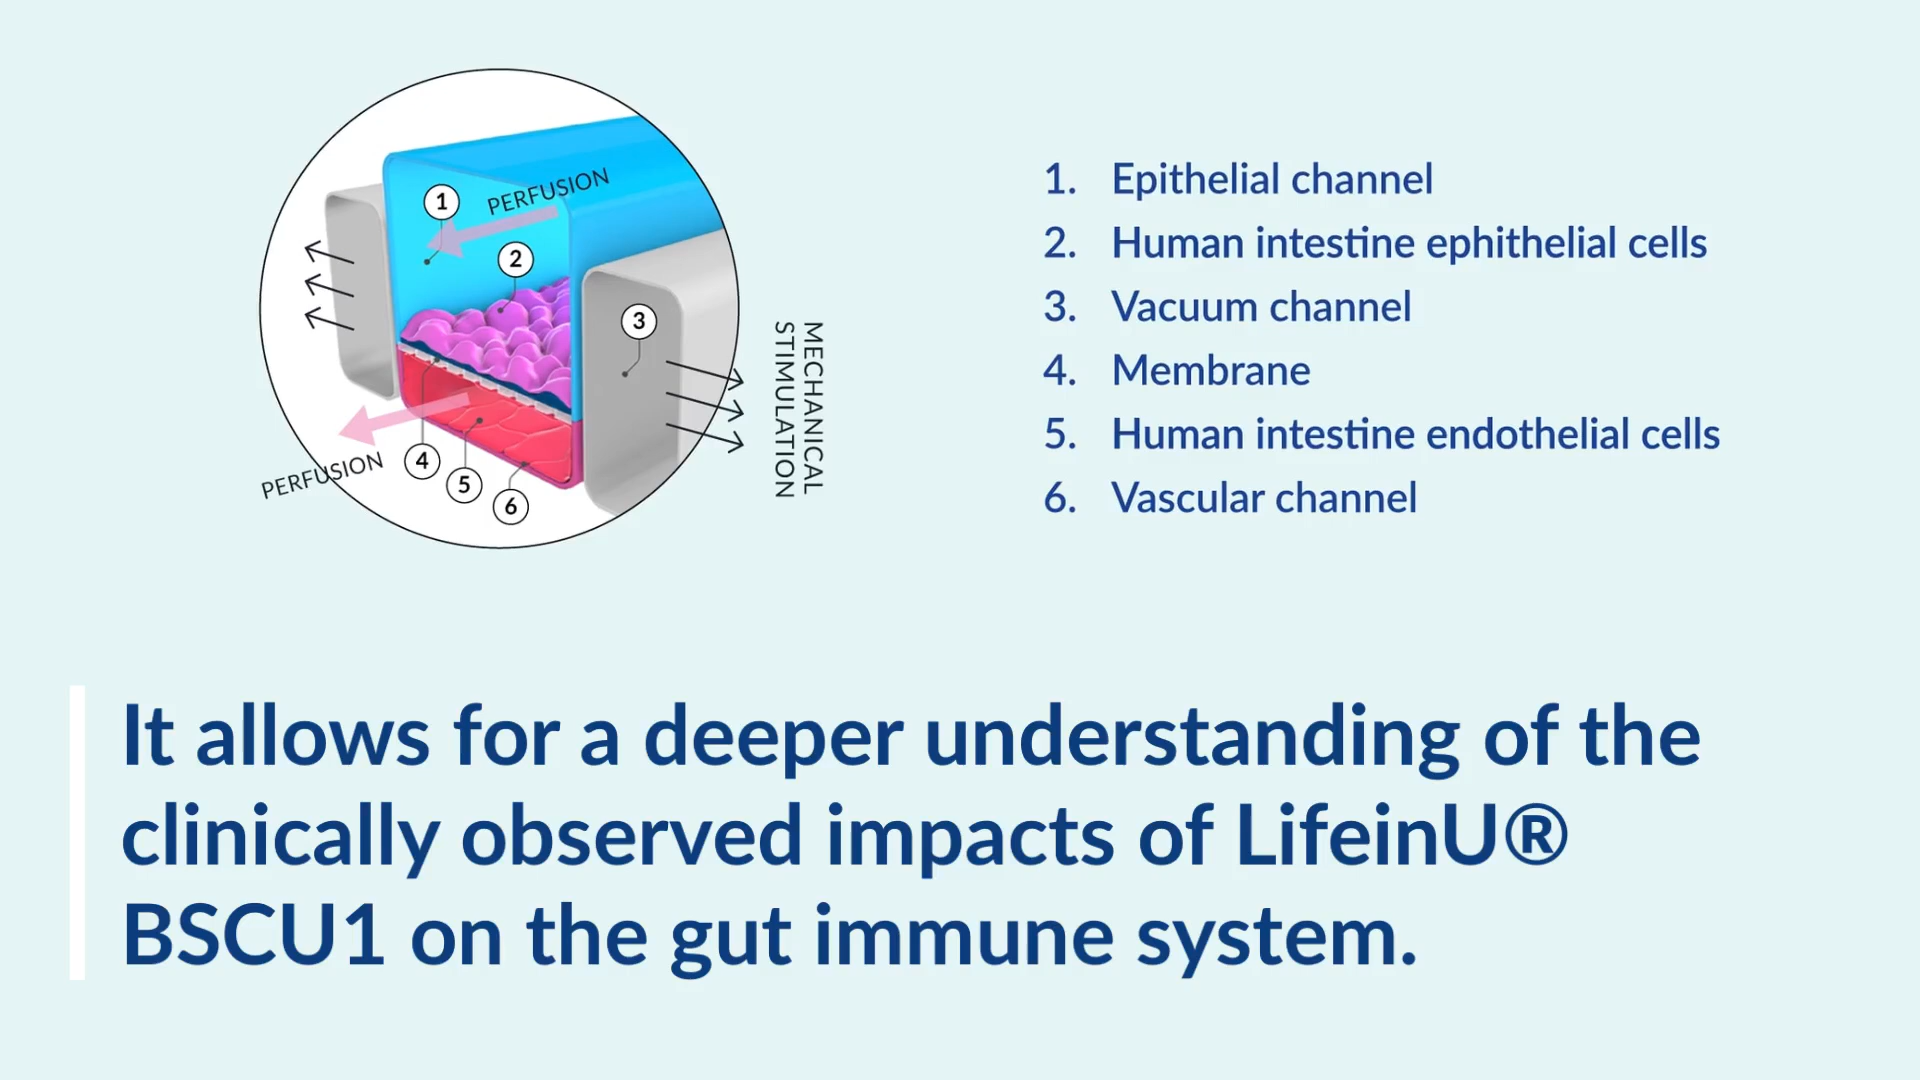 1
PERFUSION
2
3
MECHANICAL
STIMULATION
PERFUSION
4
5
6
1. Epithelial channel
2. Human intestine ephithelial cells
3. Vacuum channel
4. Membrane
5. Human intestine endothelial cells
6. Vascular channel
It allows for a deeper understanding of the
clinically observed impacts of LifeinU®
BSCU1 on the gut immune system.